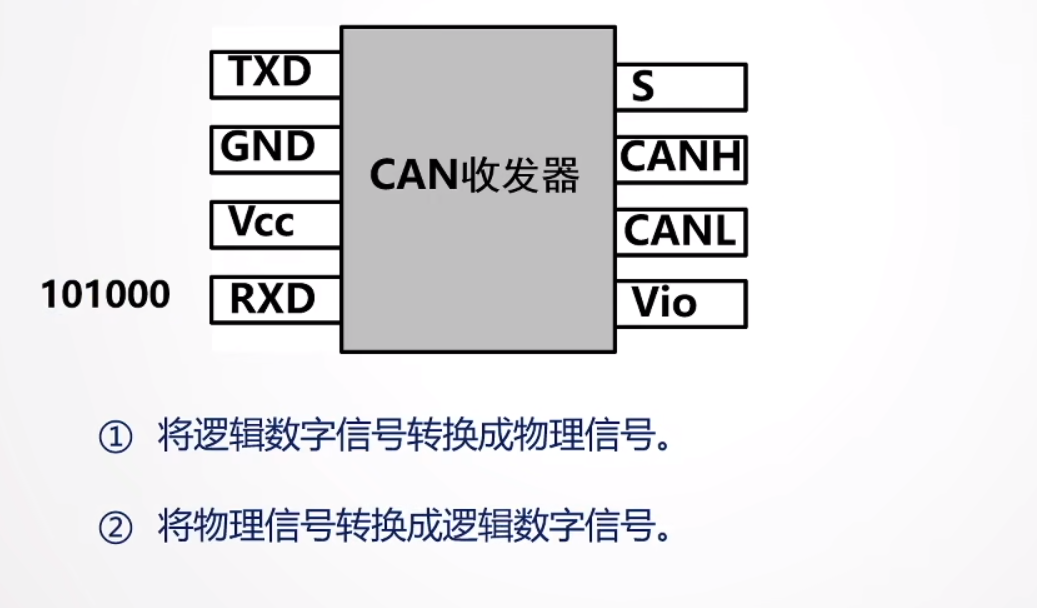 TXD
GND
Vcc
101000 RXD
CAN收发器
S
CANH
CANL
Vio
① 将逻辑数字信号转换成物理信号。
② 将物理信号转换成逻辑数字信号。